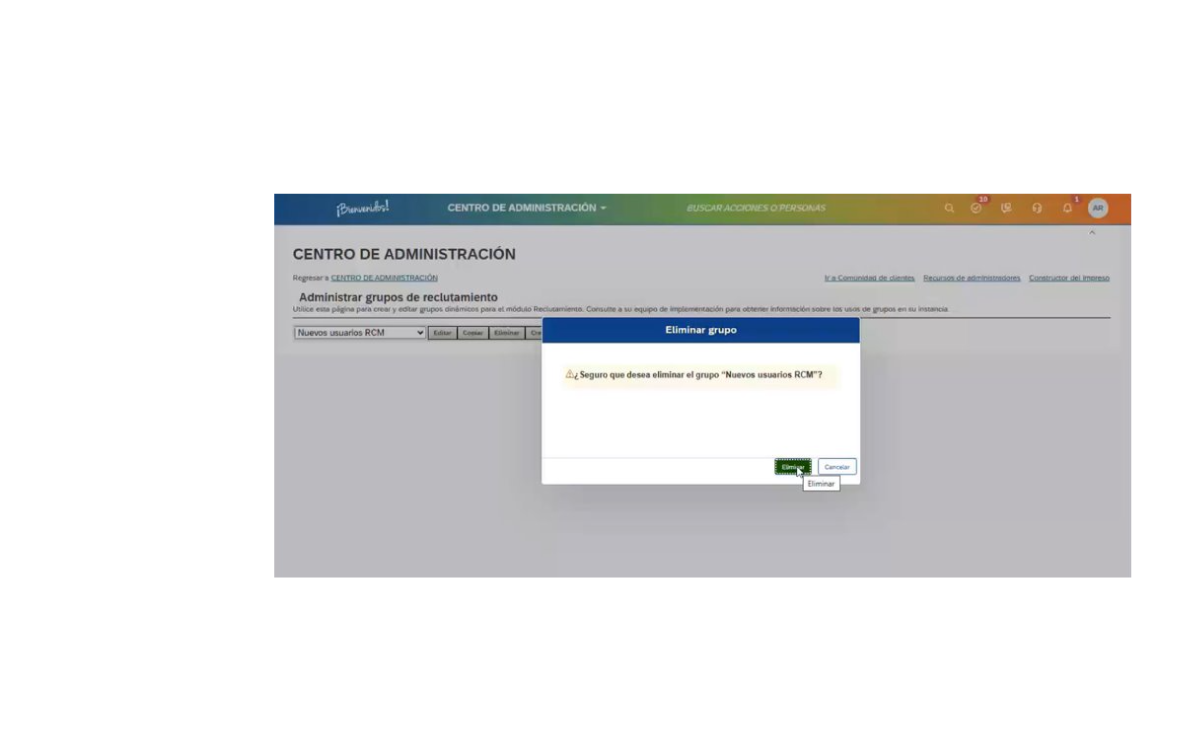 ¡Bienvenidos!
CENTRO DE ADMINISTRACIÓN
BUSCAR ACCIONES O PERSONAS
19
1
AR
CENTRO DE ADMINISTRACIÓN
Regresar a CENTRO DE ADMINISTRACIÓN
Ir a Comunidad de clientes Recursos de administradores Constructor del impreso
Administrar grupos de reclutamiento
Utilice esta página para crear y editar grupos dinámicos para el módulo Reclutamiento. Consulte a su equipo de implementación para obtener información sobre los usos de grupos en su instancia.
Nuevos usuarios RCM Editar Copiar Eliminar Cre
Eliminar grupo
¿ Seguro que desea eliminar el grupo "Nuevos usuarios RCM"?
Eliminar Cancelar
Eliminar